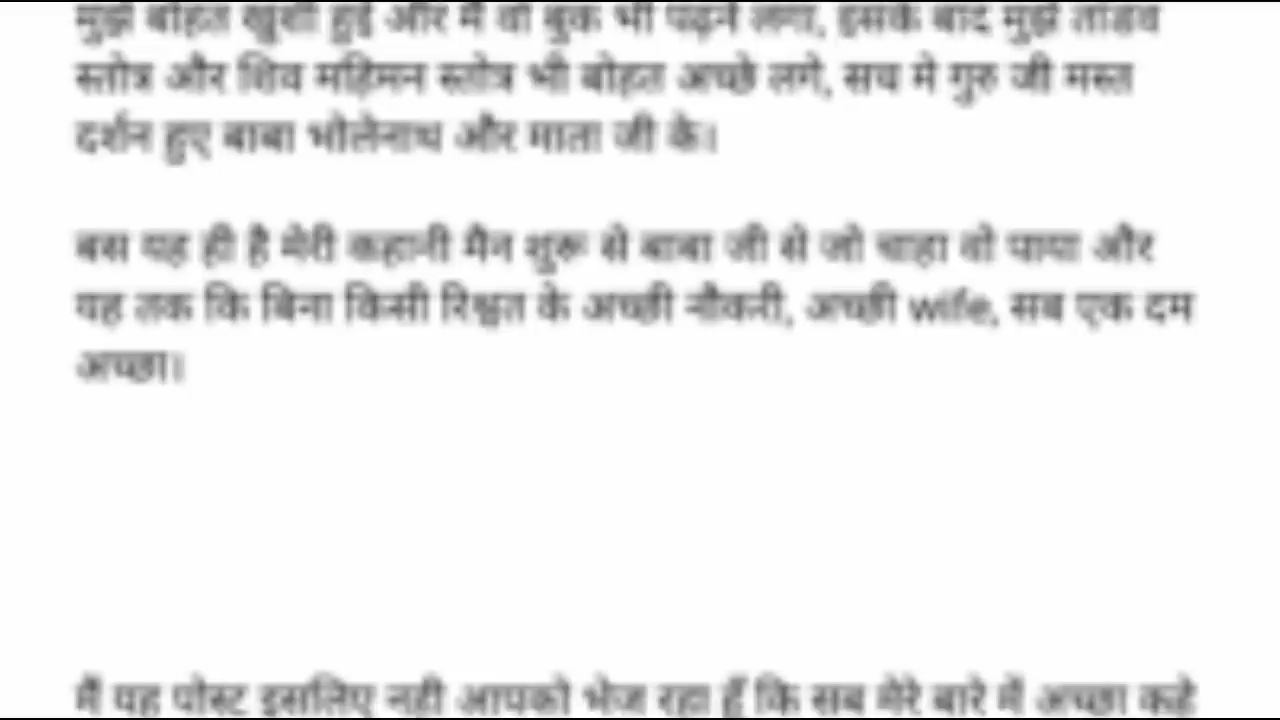 मुझे बोहत खुशी हुई और मैं वो बुक भी पढ़ने लगा, इसके बाद मुझे तांडव
स्तोत्र और शिव महिमन स्तोत्र भी बोहत अच्छे लगे, सच मे गुरु जी मस्त
दर्शन हुए बाबा भोलेनाथ और माता जी के।
बस यह ही है मेरी कहानी मैन शुरू से बाबा जी से जो चाहा वो पाया और
यह तक कि बिना किसी रिश्वत के अच्छी नौकरी, अच्छी wife, सब एक दम
अच्छा।
मैं यह पोस्ट इसलिए नही आपको भेज रहा हूँ कि सब मेरे बारे में अच्छा कहे